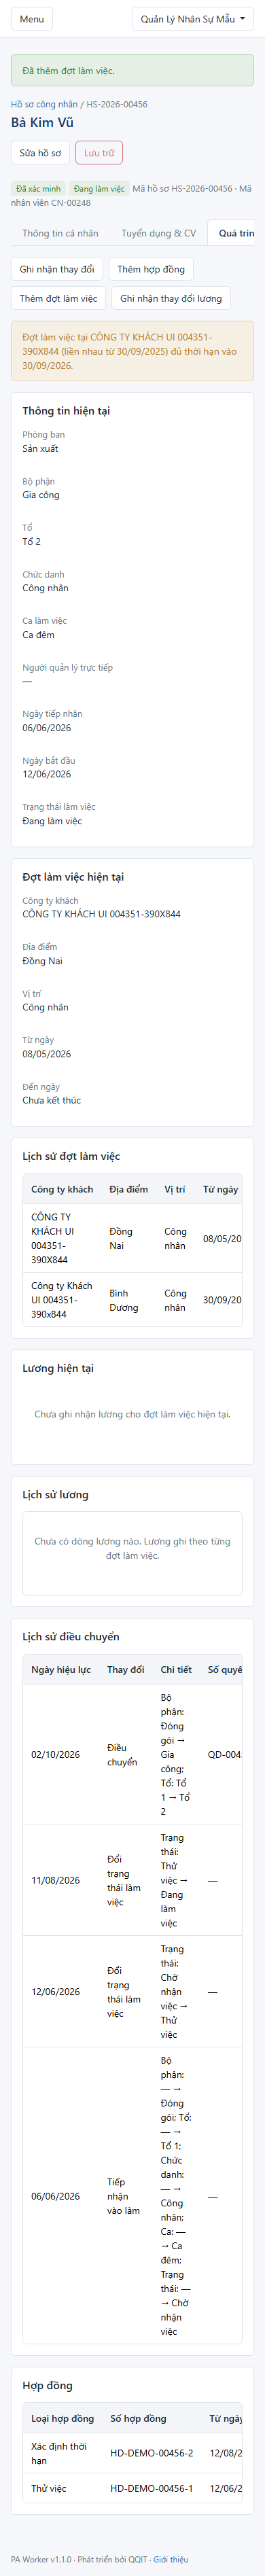 Menu
Quản Lý Nhân Sự Mẫu
Đã thêm đợt làm việc.
Hồ sơ công nhân / HS-2026-00456
Bà Kim Vũ
Sửa hồ sơ
Lưu trữ
Đã xác minh
Đang làm việc
Mã hồ sơ HS-2026-00456 · Mã
nhân viên CN-00248
Thông tin cá nhân
Tuyển dụng & CV
Quá trìn
Ghi nhận thay đổi
Thêm hợp đồng
Thêm đợt làm việc
Ghi nhận thay đổi lương
Đợt làm việc tại CÔNG TY KHÁCH UI 004351-
390X844 (liền nhau từ 30/09/2025) đủ thời hạn vào
30/09/2026.
Thông tin hiện tại
Phòng ban
Sản xuất
Bộ phận
Gia công
Tổ
Tổ 2
Chức danh
Công nhân
Ca làm việc
Ca đêm
Người quản lý trực tiếp
—
Ngày tiếp nhận
06/06/2026
Ngày bắt đầu
12/06/2026
Trạng thái làm việc
Đang làm việc
Đợt làm việc hiện tại
Công ty khách
CÔNG TY KHÁCH UI 004351-390X844
Địa điểm
Đồng Nai
Vị trí
Công nhân
Từ ngày
08/05/2026
Đến ngày
Chưa kết thúc
Lịch sử đợt làm việc
Công ty khách
Địa điểm
Vị trí
Từ ngày
CÔNG TY
KHÁCH UI
004351-
390X844
Đồng
Nai
Công
nhân
08/05/20
Công ty Khách
UI 004351-
390x844
Bình
Dương
Công
nhân
30/09/20
Lương hiện tại
Chưa ghi nhận lương cho đợt làm việc hiện tại.
Lịch sử lương
Chưa có dòng lương nào. Lương ghi theo từng
đợt làm việc.
Lịch sử điều chuyển
Ngày hiệu lực
Thay đổi
Chi tiết
Số quyế
02/10/2026
Điều
chuyển
Bộ
phận:
Đóng
gói →
Gia
công;
Tổ: Tổ
1 → Tổ
2
QD-004
11/08/2026
Đổi
trạng
thái làm
việc
Trạng
thái:
Thử
việc →
Đang
làm
việc
—
12/06/2026
Đổi
trạng
thái làm
việc
Trạng
thái:
Chờ
nhận
việc →
Thử
việc
—
06/06/2026
Tiếp
nhận
vào làm
Bộ
phận:
— →
Đóng
gói; Tổ:
— →
Tổ 1;
Chức
danh:
— →
Công
nhân;
Ca: —
→ Ca
đêm;
Trạng
thái: —
→ Chờ
nhận
việc
—
Hợp đồng
Loại hợp đồng
Số hợp đồng
Từ ngày
Xác định thời
hạn
HD-DEMO-00456-2
12/08/2
Thử việc
HD-DEMO-00456-1
12/06/2
PA Worker v1.1.0 · Phát triển bởi QQIT · Giới thiệu